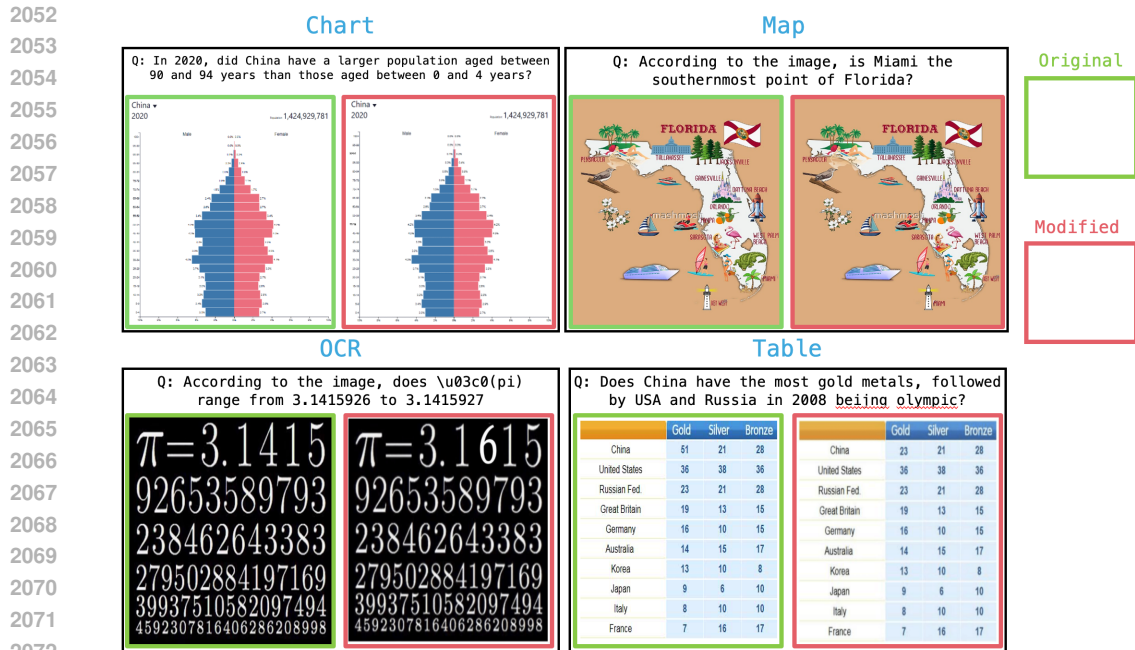 2052
2053
2054
2055
2056
2057
2058
2059
2060
2061
2062
2063
2064
2065
2066
2067
2068
2069
2070
2071
Chart
Q: In 2020, did China have a larger population aged between
90 and 94 years than those aged between 0 and 4 years?
China
2020
1,424,929,781
Male
Female
China
2020
1,424,929,781
Male
Female
Map
Q: According to the image, is Miami the
southernmost point of Florida?
FLORIDA
TALLAHASSEE
GAINESVILLE
DAYTONA BEACH
ORLANDO
SARASOTA
WEST PALM
BEACH
MIAMI
KEY WEST
FLORIDA
TALLAHASSEE
GAINESVILLE
DAYTONA BEACH
ORLANDO
SARASOTA
WEST PALM
BEACH
KEY WEST
MIAMI
Original
Modified
OCR
Q: According to the image, does \u03c0(pi)
range from 3.1415926 to 3.1415927
π=3.1415
92653589793
238462643383
279502884197169
39937510582097494
459230781640628620899​8
π=3.1615
92653589793
238462643383
279502884197169
39937510582097494
4592307816406286208998
Table
Q: Does China have the most gold metals, followed
by USA and Russia in 2008 beijng olympic?
Gold Silver Bronze
China 51 21 28
United States 36 38 36
Russian Fed. 23 21 28
Great Britain 19 13 15
Germany 16 10 15
Australia 14 15 17
Korea 13 10 8
Japan 9 6 10
Italy 8 10 10
France 7 16 17
Gold Silver Bronze
China 23 21 28
United States 36 38 36
Russian Fed. 23 21 28
Great Britain 19 13 15
Germany 16 10 15
Australia 14 15 17
Korea 13 10 8
Japan 9 6 10
Italy 8 10 10
France 7 16 17